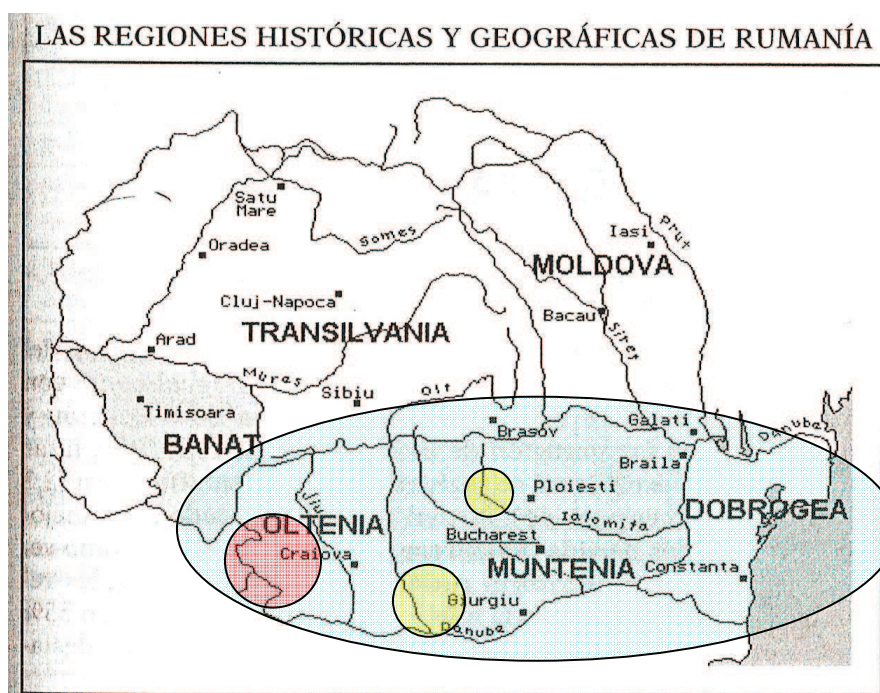 LAS REGIONES HISTÓRICAS Y GEOGRÁFICAS DE RUMANÍA
Satu
Mare
Somes
Oradea
Iasi
Prut
MOLDOVA
Cluj-Napoca
Bacau
Siret
TRANSILVANIA
Arad
Mures
Sibiu
Olt
Timisoara
BANAT
Brasov
Galati
Danube
Braila
Ploiesti
Jiu
OLTENIA
Ialomita
DOBROGEA
Bucharest
Craiova
MUNTENIA
Constanta
Giurgiu
Danube